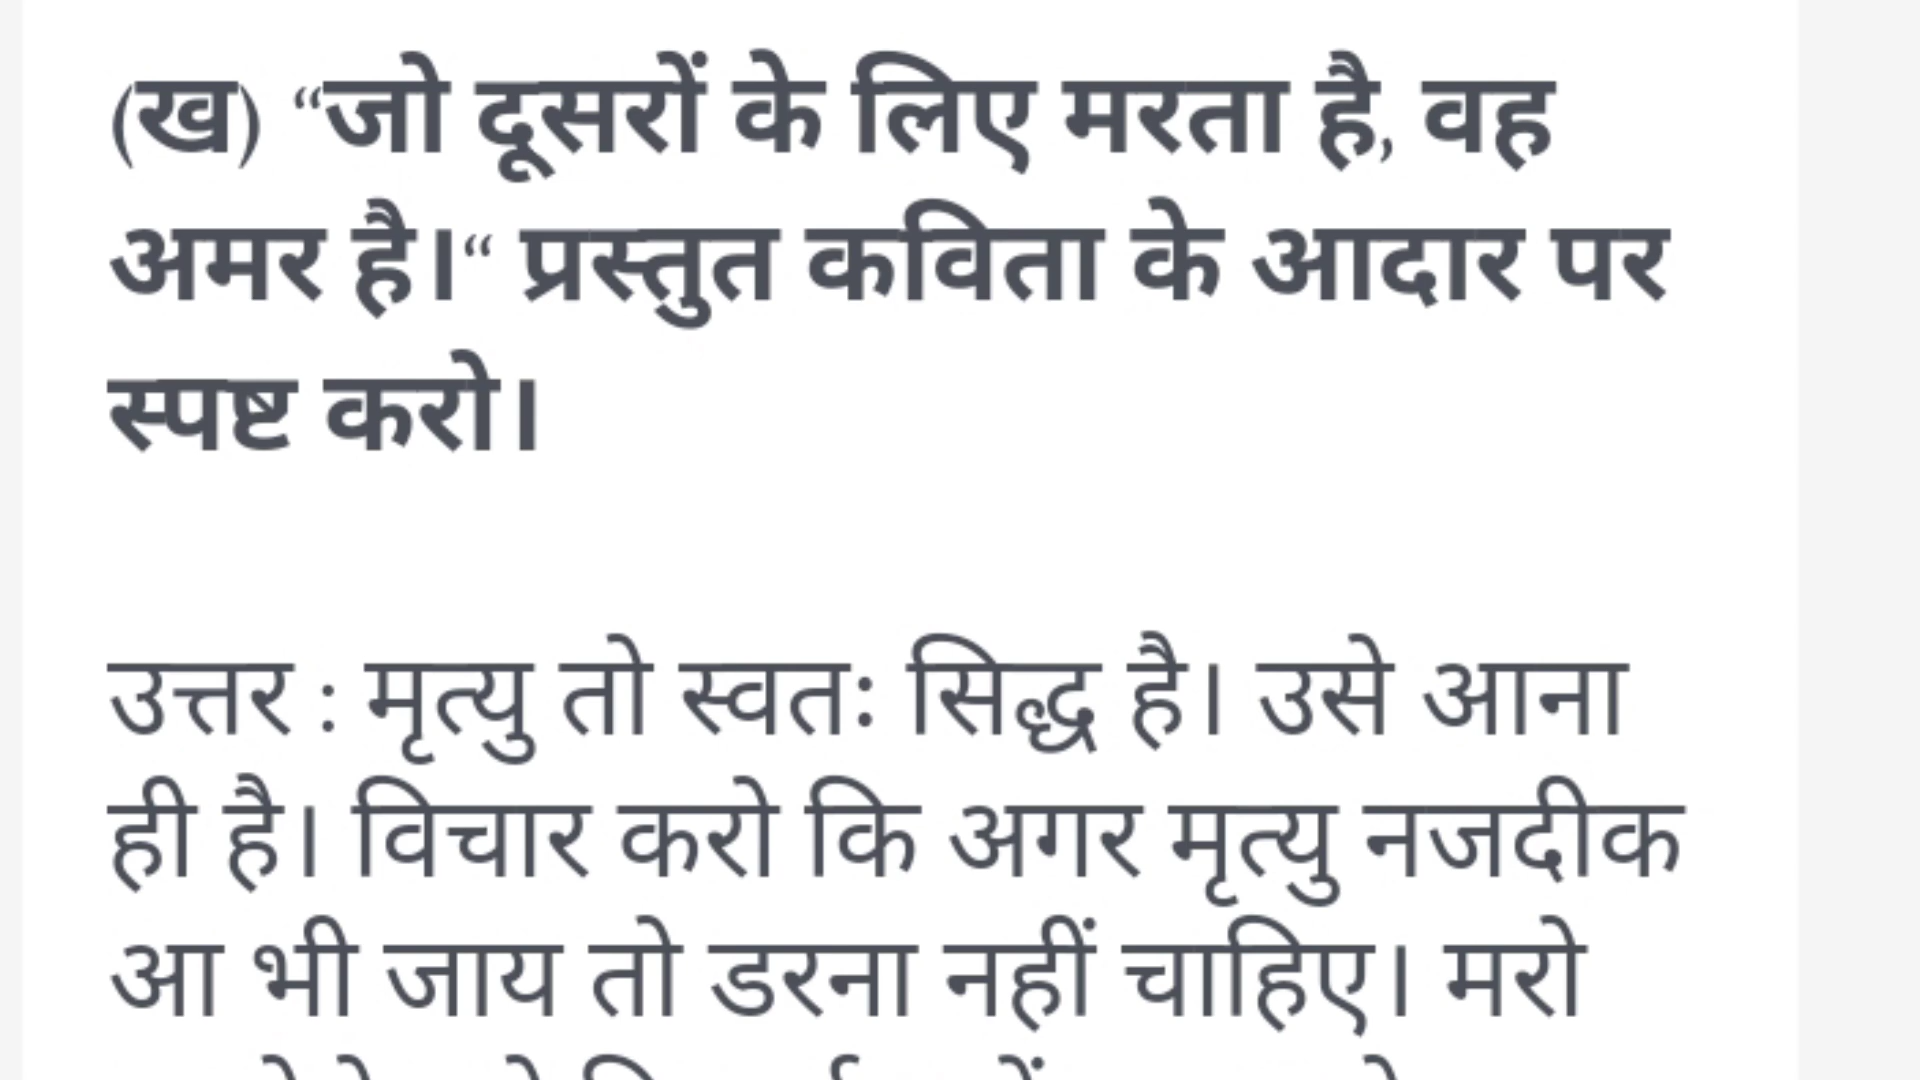 (ख) “जो दूसरों के लिए मरता है, वह
अमर है।“ प्रस्तुत कविता के आदार पर
स्पष्ट करो।
उत्तर : मृत्यु तो स्वतः सिद्ध है। उसे आना
ही है। विचार करो कि अगर मृत्यु नजदीक
आ भी जाय तो डरना नहीं चाहिए। मरो